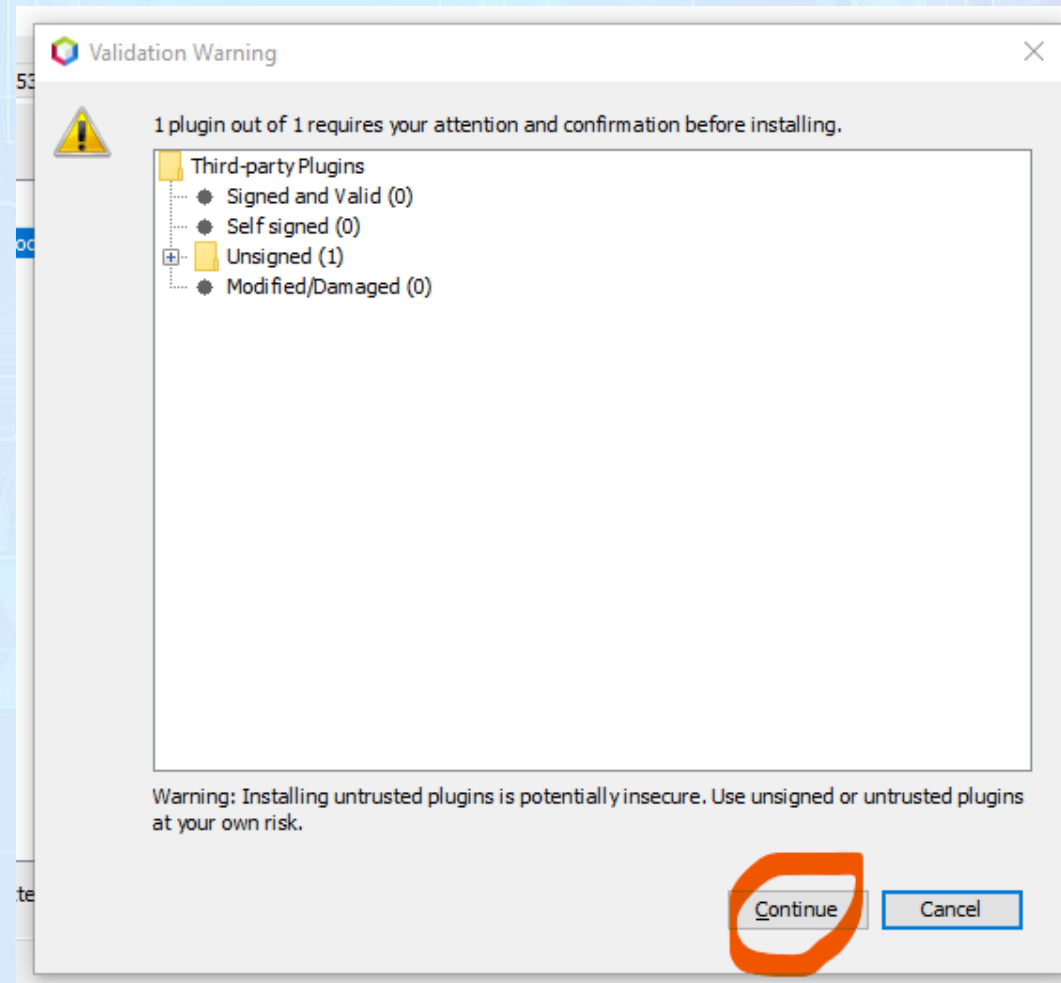 Validation Warning
53
1 plugin out of 1 requires your attention and confirmation before installing.
Third-party Plugins
Signed and Valid (0)
Self signed (0)
Unsigned (1)
Modified/Damaged (0)
Warning: Installing untrusted plugins is potentially insecure. Use unsigned or untrusted plugins
at your own risk.
Continue
Cancel